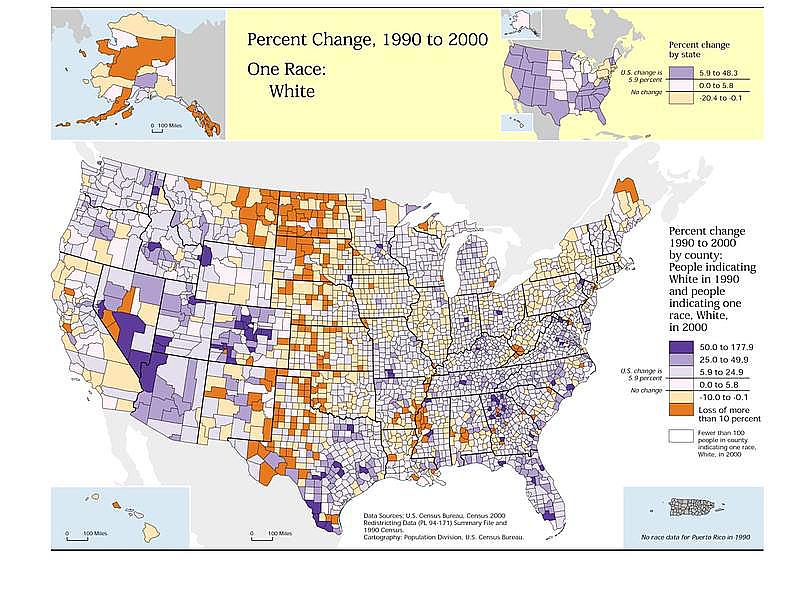 Percent Change, 1990 to 2000
One Race:
White
0 100 Miles
Percent change
by state
U.S. change is
5.9 percent
No change
5.9 to 48.3
0.0 to 5.8
-20.4 to -0.1
Percent change
1990 to 2000
by county:
People indicating
White in 1990
and people
indicating one
race, White,
in 2000
U.S. change is
5.9 percent
No change
50.0 to 177.9
25.0 to 49.9
5.9 to 24.9
0.0 to 5.8
-10.0 to -0.1
Loss of more
than 10 percent
Fewer than 100
people in county
indicating one race,
White, in 2000
0 100 Miles
0 100 Miles
Data Sources: U.S. Census Bureau, Census 2000
Redistricting Data (PL 94-171) Summary File and
1990 Census.
Cartography: Population Division, U.S. Census Bureau.
No race data for Puerto Rico in 1990